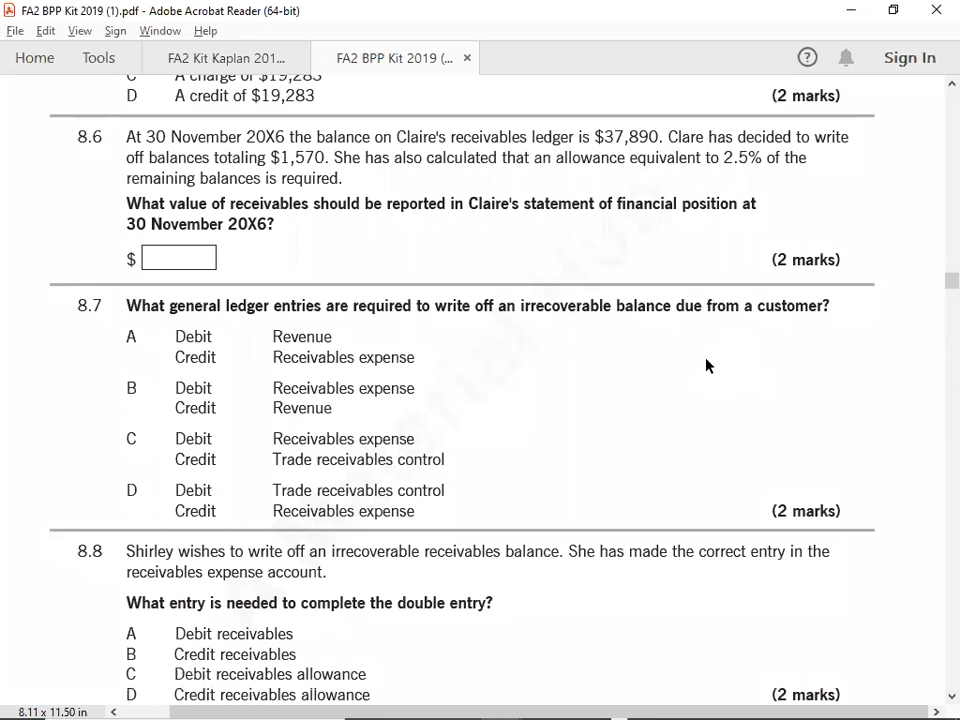 FA2 BPP Kit 2019 (1).pdf - Adobe Acrobat Reader (64-bit)
File Edit View Sign Window Help
Home Tools FA2 Kit Kaplan 201... FA2 BPP Kit 2019 (... × Sign In
C A charge of $19,283
D A credit of $19,283 (2 marks)
8.6 At 30 November 20X6 the balance on Claire's receivables ledger is $37,890. Clare has decided to write
off balances totaling $1,570. She has also calculated that an allowance equivalent to 2.5% of the
remaining balances is required.
What value of receivables should be reported in Claire's statement of financial position at
30 November 20X6?
$ (2 marks)
8.7 What general ledger entries are required to write off an irrecoverable balance due from a customer?
A Debit Revenue
Credit Receivables expense
B Debit Receivables expense
Credit Revenue
C Debit Receivables expense
Credit Trade receivables control
D Debit Trade receivables control
Credit Receivables expense (2 marks)
8.8 Shirley wishes to write off an irrecoverable receivables balance. She has made the correct entry in the
receivables expense account.
What entry is needed to complete the double entry?
A Debit receivables
B Credit receivables
C Debit receivables allowance
D Credit receivables allowance (2 marks)
8.11 x 11.50 in